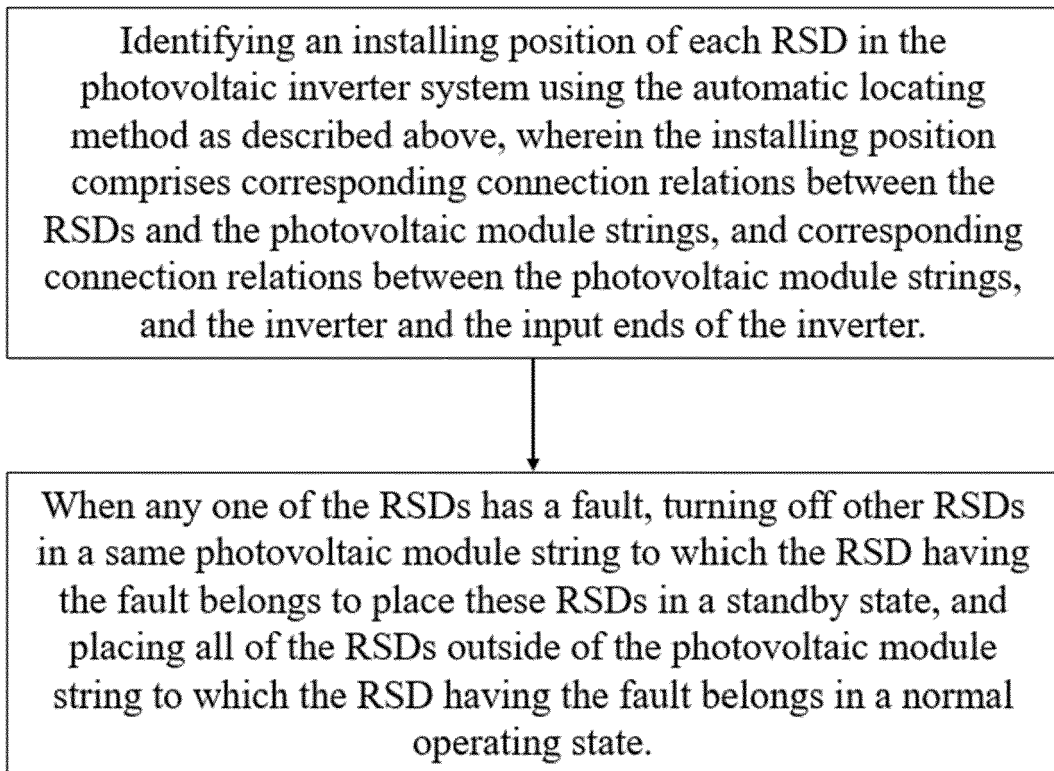 Identifying an installing position of each RSD in the
photovoltaic inverter system using the automatic locating
method as described above, wherein the installing position
comprises corresponding connection relations between the
RSDs and the photovoltaic module strings, and corresponding
connection relations between the photovoltaic module strings,
and the inverter and the input ends of the inverter.
When any one of the RSDs has a fault, turning off other RSDs
in a same photovoltaic module string to which the RSD having
the fault belongs to place these RSDs in a standby state, and
placing all of the RSDs outside of the photovoltaic module
string to which the RSD having the fault belongs in a normal
operating state.